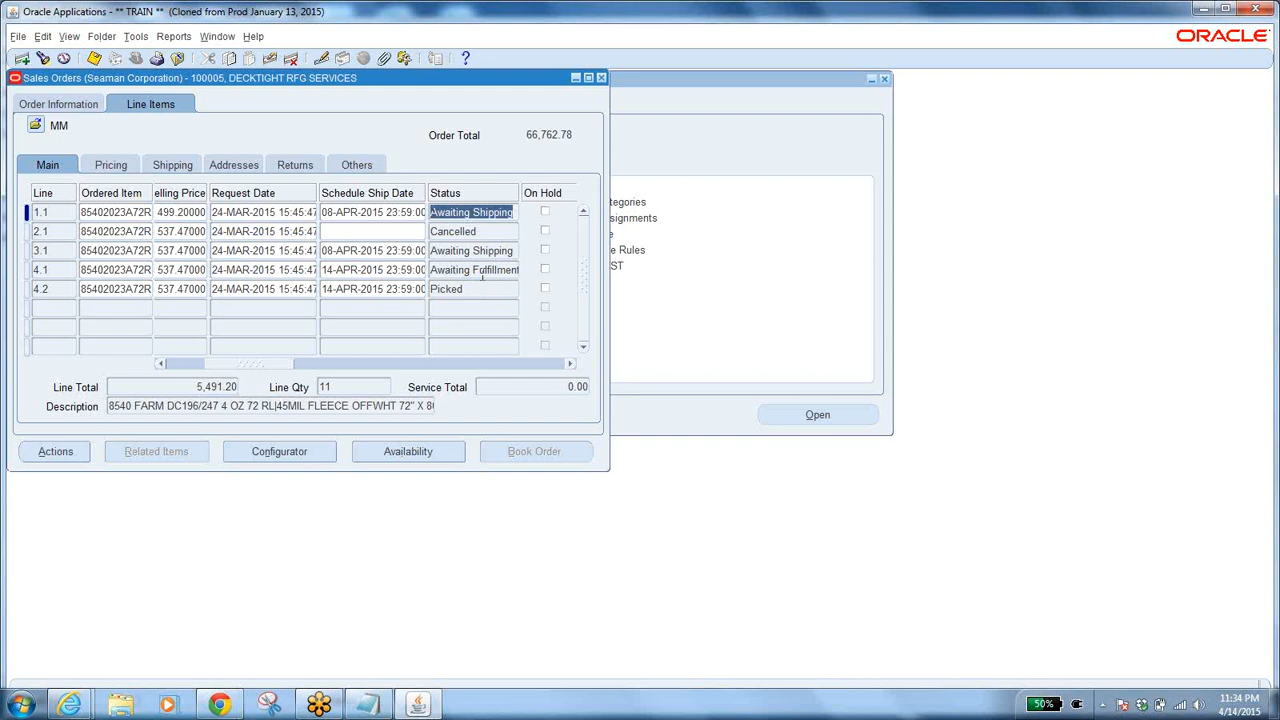 Oracle Applications - ** TRAIN ** (Cloned from Prod January 13, 2015)
File Edit View Folder Tools Reports Window Help
ORACLE
Sales Orders (Seaman Corporation) - 100005, DECKTIGHT RFG SERVICES
Order Information Line Items
MM
Order Total 66,762.78
Main Pricing Shipping Addresses Returns Others
Line Ordered Item elling Price Request Date Schedule Ship Date Status On Hold
1.1 85402023A72R 499.20000 24-MAR-2015 15:45:47 08-APR-2015 23:59:00 Awaiting Shipping
2.1 85402023A72R 537.47000 24-MAR-2015 15:45:47 Cancelled
3.1 85402023A72R 537.47000 24-MAR-2015 15:45:47 08-APR-2015 23:59:00 Awaiting Shipping
4.1 85402023A72R 537.47000 24-MAR-2015 15:45:47 14-APR-2015 23:59:00 Awaiting Fulfillment
4.2 85402023A72R 537.47000 24-MAR-2015 15:45:47 14-APR-2015 23:59:00 Picked
Line Total 5,491.20 Line Qty 11 Service Total 0.00
Description 8540 FARM DC196/247 4 OZ 72 RL|45MIL FLEECE OFFWHT 72" X 8
Actions Related Items Configurator Availability Book Order
tegories
signments
e
e Rules
ST
Open
50%
11:34 PM
4/14/2015